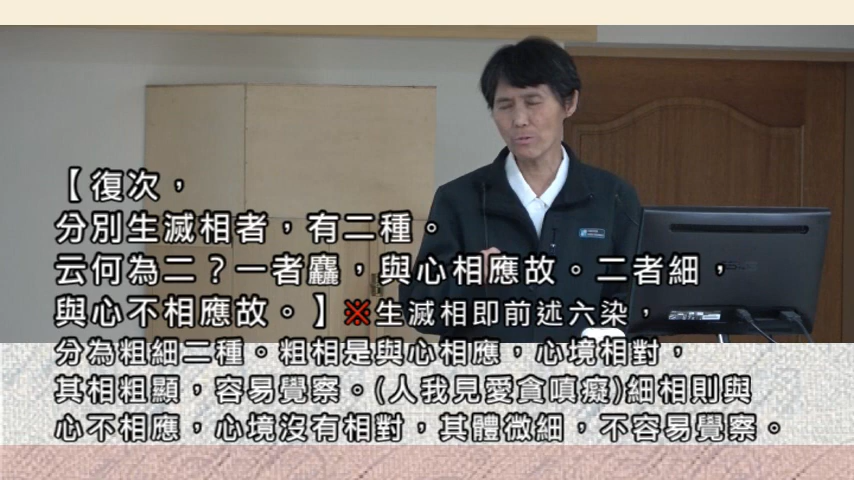 【復次，
分別生滅相者，有二種。
云何為二？一者麤，與心相應故。二者細，
與心不相應故。】※生滅相即前述六染，
分為粗細二種。粗相是與心相應，心境相對，
其相粗顯，容易覺察。(人我見愛貪嗔癡)細相則與
心不相應，心境沒有相對，其體微細，不容易覺察。